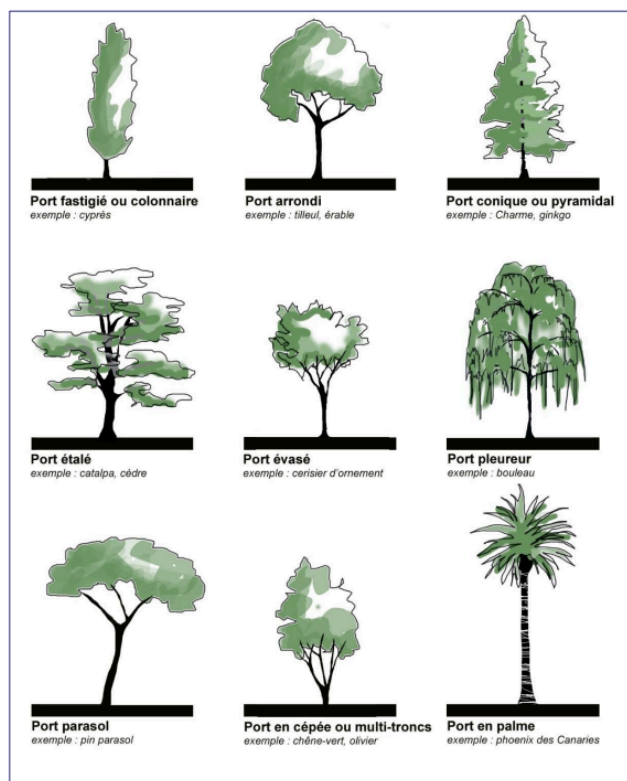 Port fastigié ou colonnaire
exemple : cyprés
Port arrondi
exemple : tilleul, érable
Port conique ou pyramidal
exemple : Charme, ginkgo
Port étalé
exemple : catalpa, cédre
Port évasé
exemple : cerisier d'ornement
Port pleureur
exemple : bouleau
Port parasol
exemple : pin parasol
Port en cépée ou multi-troncs
exemple : chêne-vert, olivier
Port en palme
exemple : phoenix des Canaries